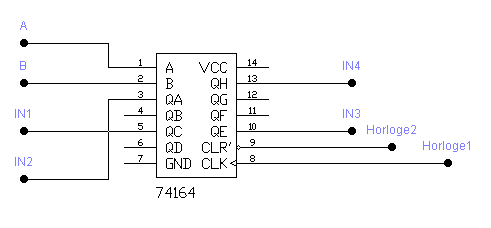 A
B
IN1
IN2
1 A VCC 14
2 B QH 13
3 QA QG 12
4 QB QF 11
5 QC QE 10
6 QD CLR' 9
7 GND CLK 8
74164
IN4
IN3
Horloge2
Horloge1